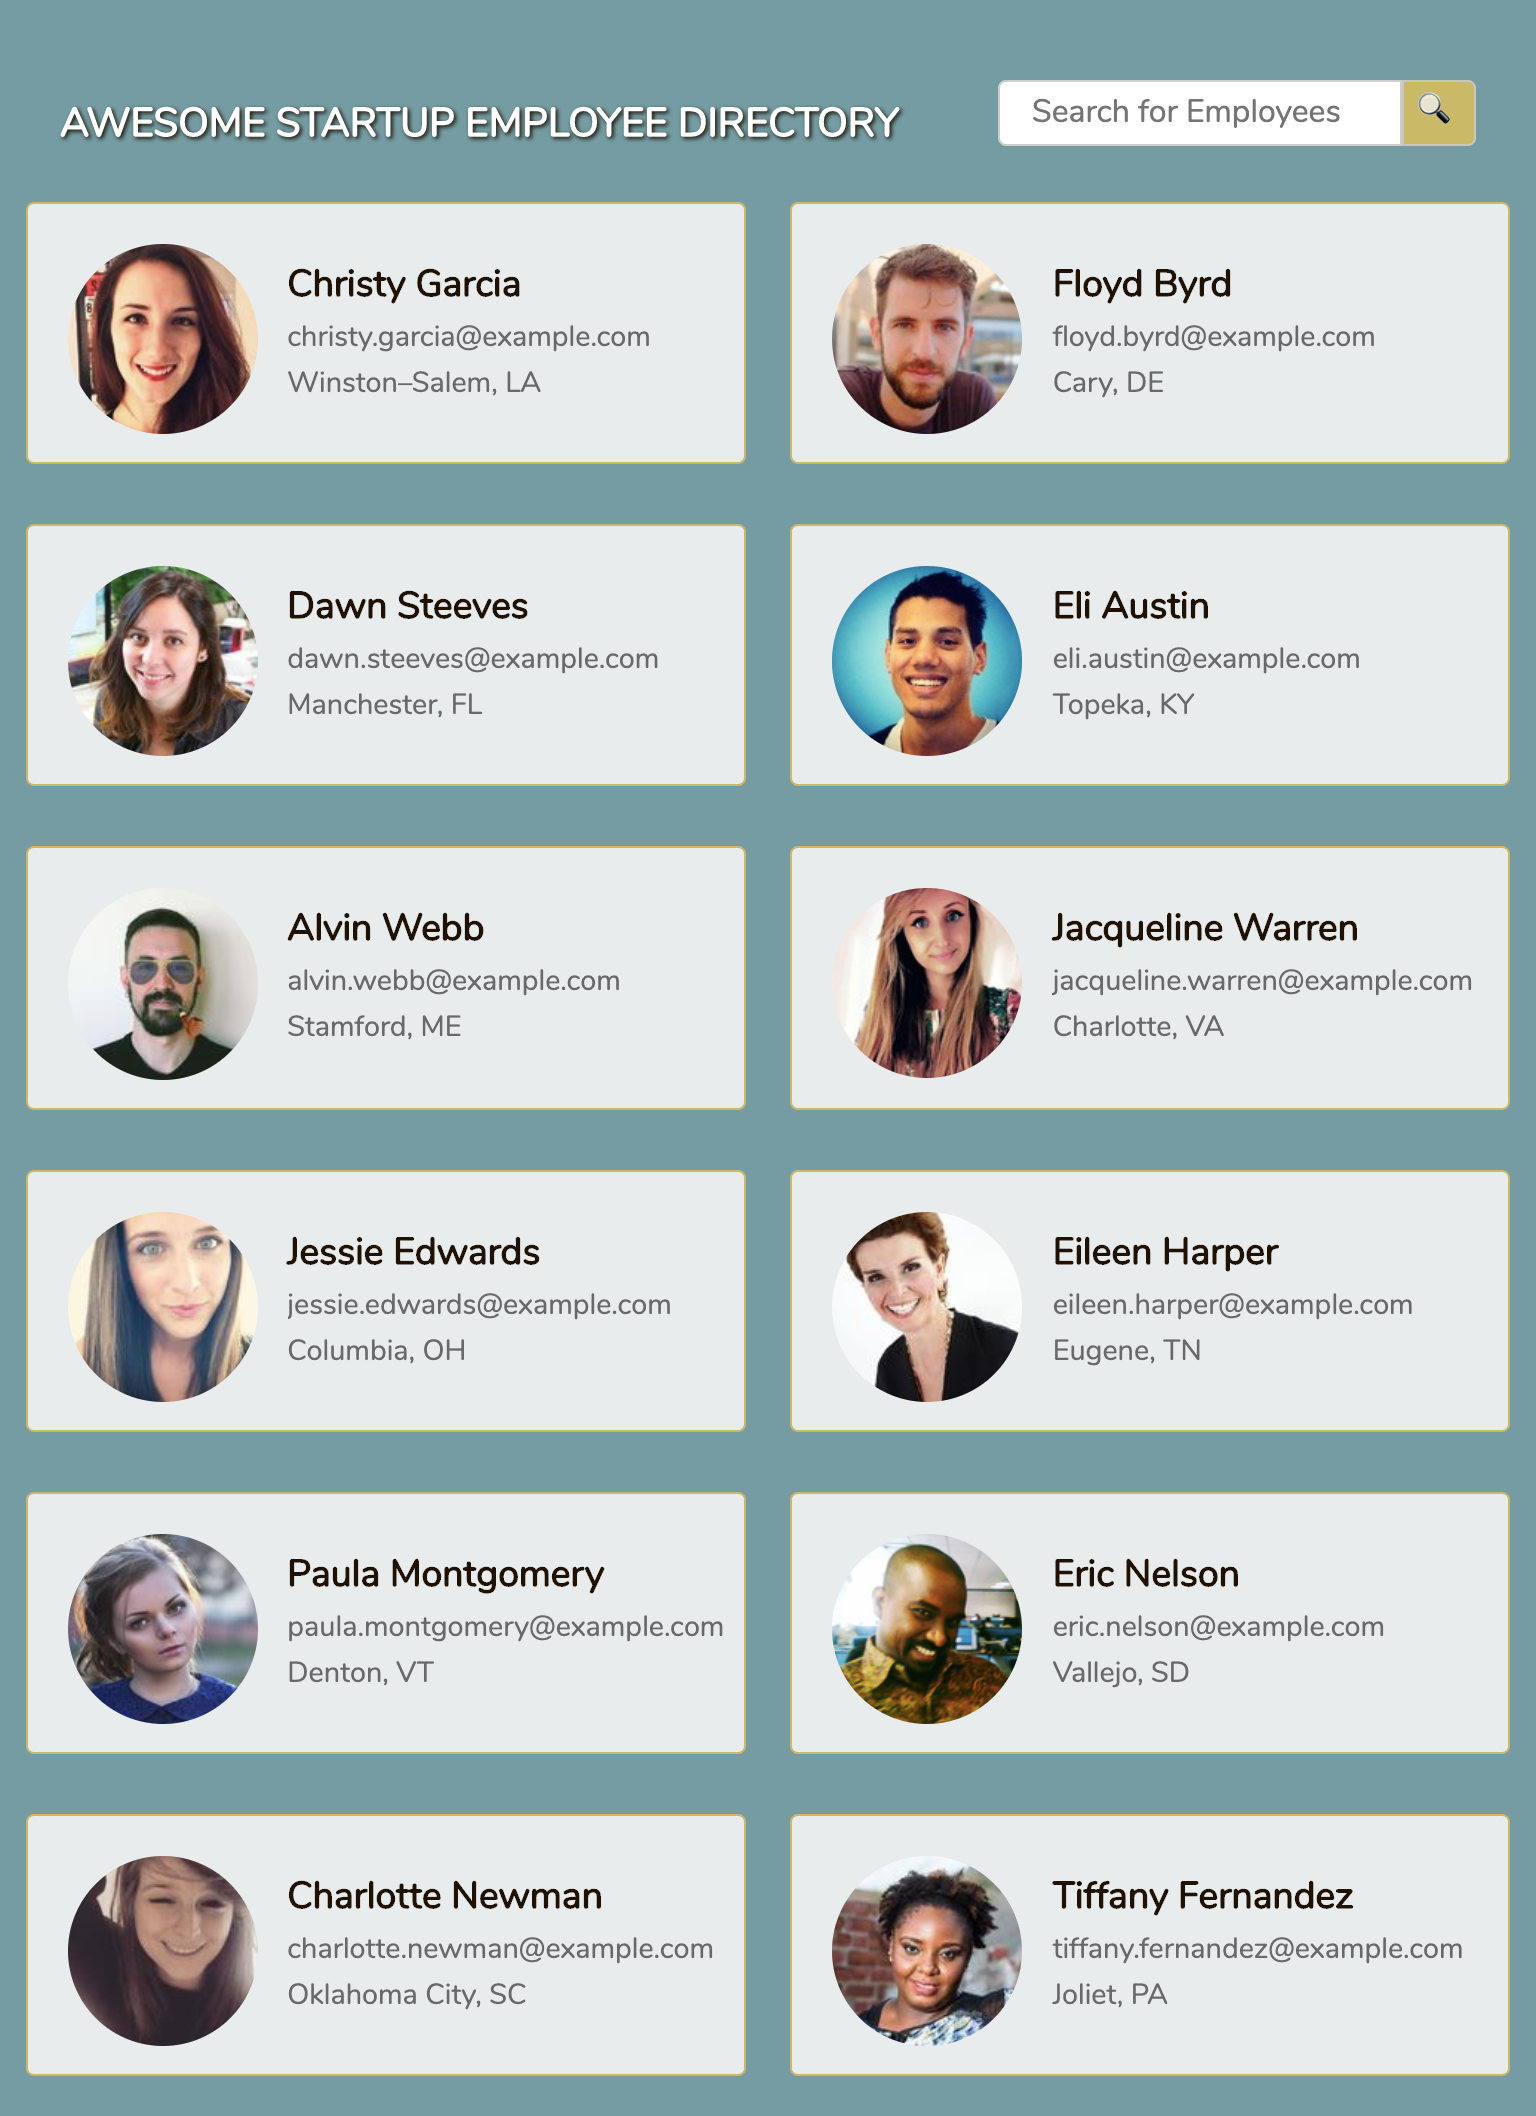 AWESOME STARTUP EMPLOYEE DIRECTORY
Search for Employees
Christy Garcia
christy.garcia@example.com
Winston–Salem, LA
Floyd Byrd
floyd.byrd@example.com
Cary, DE
Dawn Steeves
dawn.steeves@example.com
Manchester, FL
Eli Austin
eli.austin@example.com
Topeka, KY
Alvin Webb
alvin.webb@example.com
Stamford, ME
Jacqueline Warren
jacqueline.warren@example.com
Charlotte, VA
Jessie Edwards
jessie.edwards@example.com
Columbia, OH
Eileen Harper
eileen.harper@example.com
Eugene, TN
Paula Montgomery
paula.montgomery@example.com
Denton, VT
Eric Nelson
eric.nelson@example.com
Vallejo, SD
Charlotte Newman
charlotte.newman@example.com
Oklahoma City, SC
Tiffany Fernandez
tiffany.fernandez@example.com
Joliet, PA